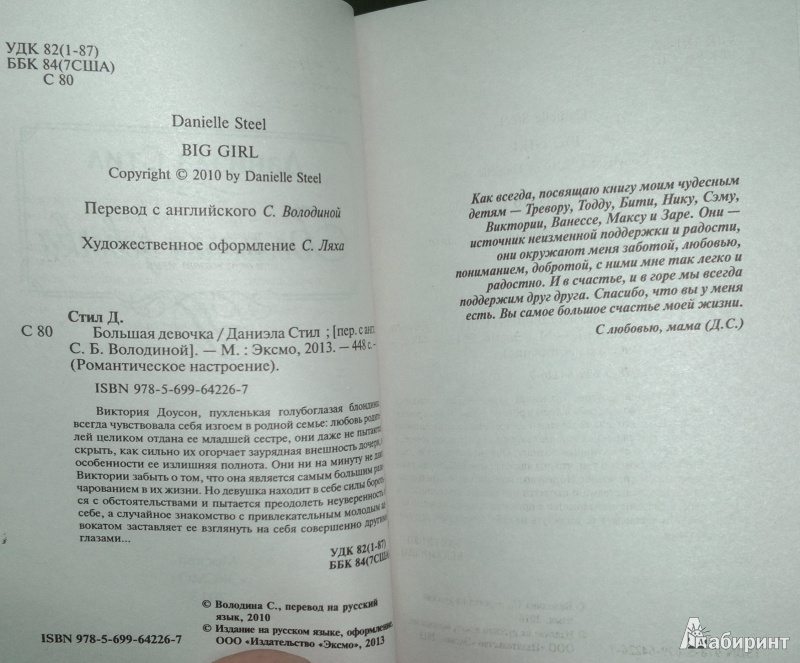 УДК 82(1-87)
ББК 84(7США)
С 80
Danielle Steel
BIG GIRL
Copyright © 2010 by Danielle Steel
Перевод с английского С. Володиной
Художественное оформление С. Ляха
Стил Д.
С 80 Большая девочка / Даниэла Стил ; [пер. с англ.
С. Б. Володиной]. — М. : Эксмо, 2013. — 448 с. –
(Романтическое настроение).
ISBN 978-5-699-64226-7
Виктория Доусон, пухленькая голубоглазая блондинка,
всегда чувствовала себя изгоем в родной семье: любовь
лей целиком отдана ее младшей сестре, они даже не
скрыть, как сильно их огорчает заурядная внешность
особенности ее излишняя полнота. Они ни на минуту не
Виктории забыть о том, что она является самым большим
чарованием в их жизни. Но девушка находит в себе силы
ся с обстоятельствами и пытается преодолеть неуверенность
себе, а случайное знакомство с привлекательным молодым
вокатом заставляет ее взглянуть на себя совершенно другими
глазами...
УДК 82(1-87)
ББК 84(7США)
© Володина С., перевод на русский
язык, 2010
© Издание на русском языке, оформление.
ООО «Издательство «Эксмо», 2013
ISBN 978-5-699-64226-7
Как всегда, посвящаю книгу моим чудесным
детям — Тревору, Тодду, Бити, Нику, Сэму,
Виктории, Ванессе, Максу и Заре. Они —
источник неизменной поддержки и радости,
они окружают меня заботой, любовью,
пониманием, добротой, с ними мне так легко и
радостно. И в счастье, и в горе мы всегда
поддержим друг друга. Спасибо, что вы у меня
есть. Вы самое большое счастье моей жизни.
С любовью, мама (Д.С.)
Лабиринт